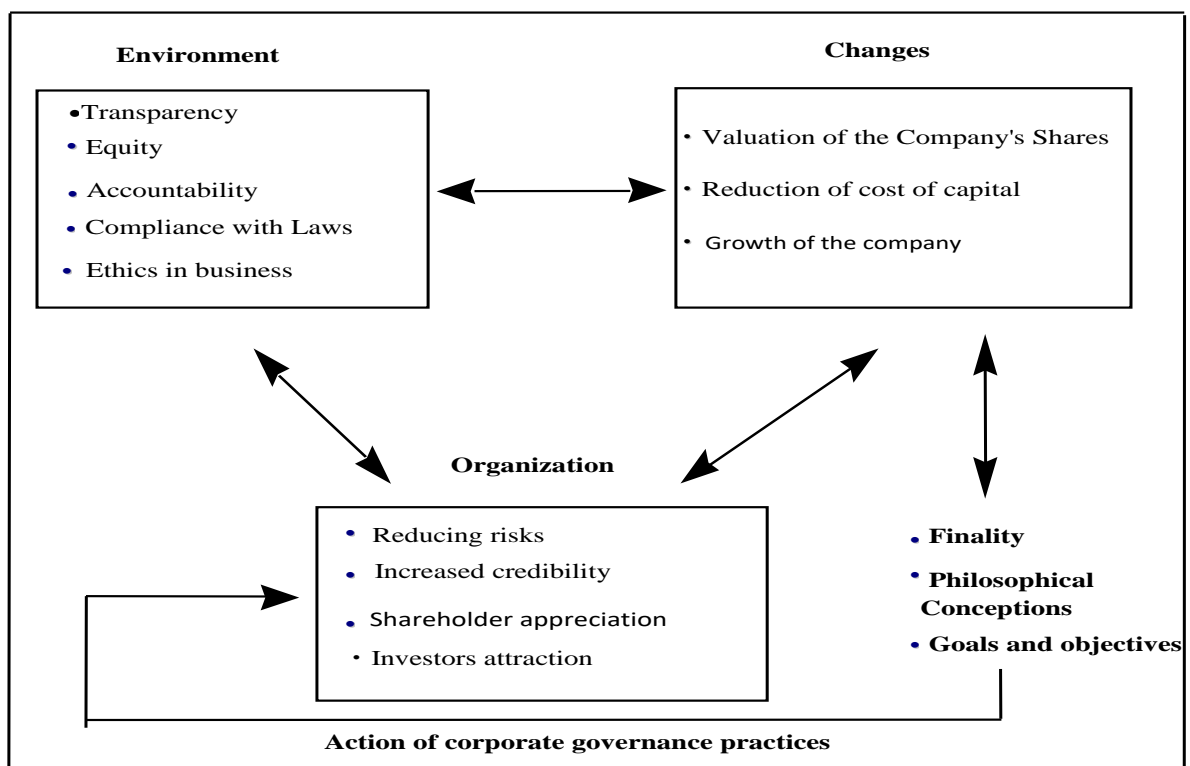 Environment
•Transparency
• Equity
• Accountability
• Compliance with Laws
• Ethics in business
Changes
• Valuation of the Company's Shares
• Reduction of cost of capital
• Growth of the company
Organization
• Reducing risks
• Increased credibility
• Shareholder appreciation
• Investors attraction
• Finality
• Philosophical
Conceptions
• Goals and objectives
Action of corporate governance practices